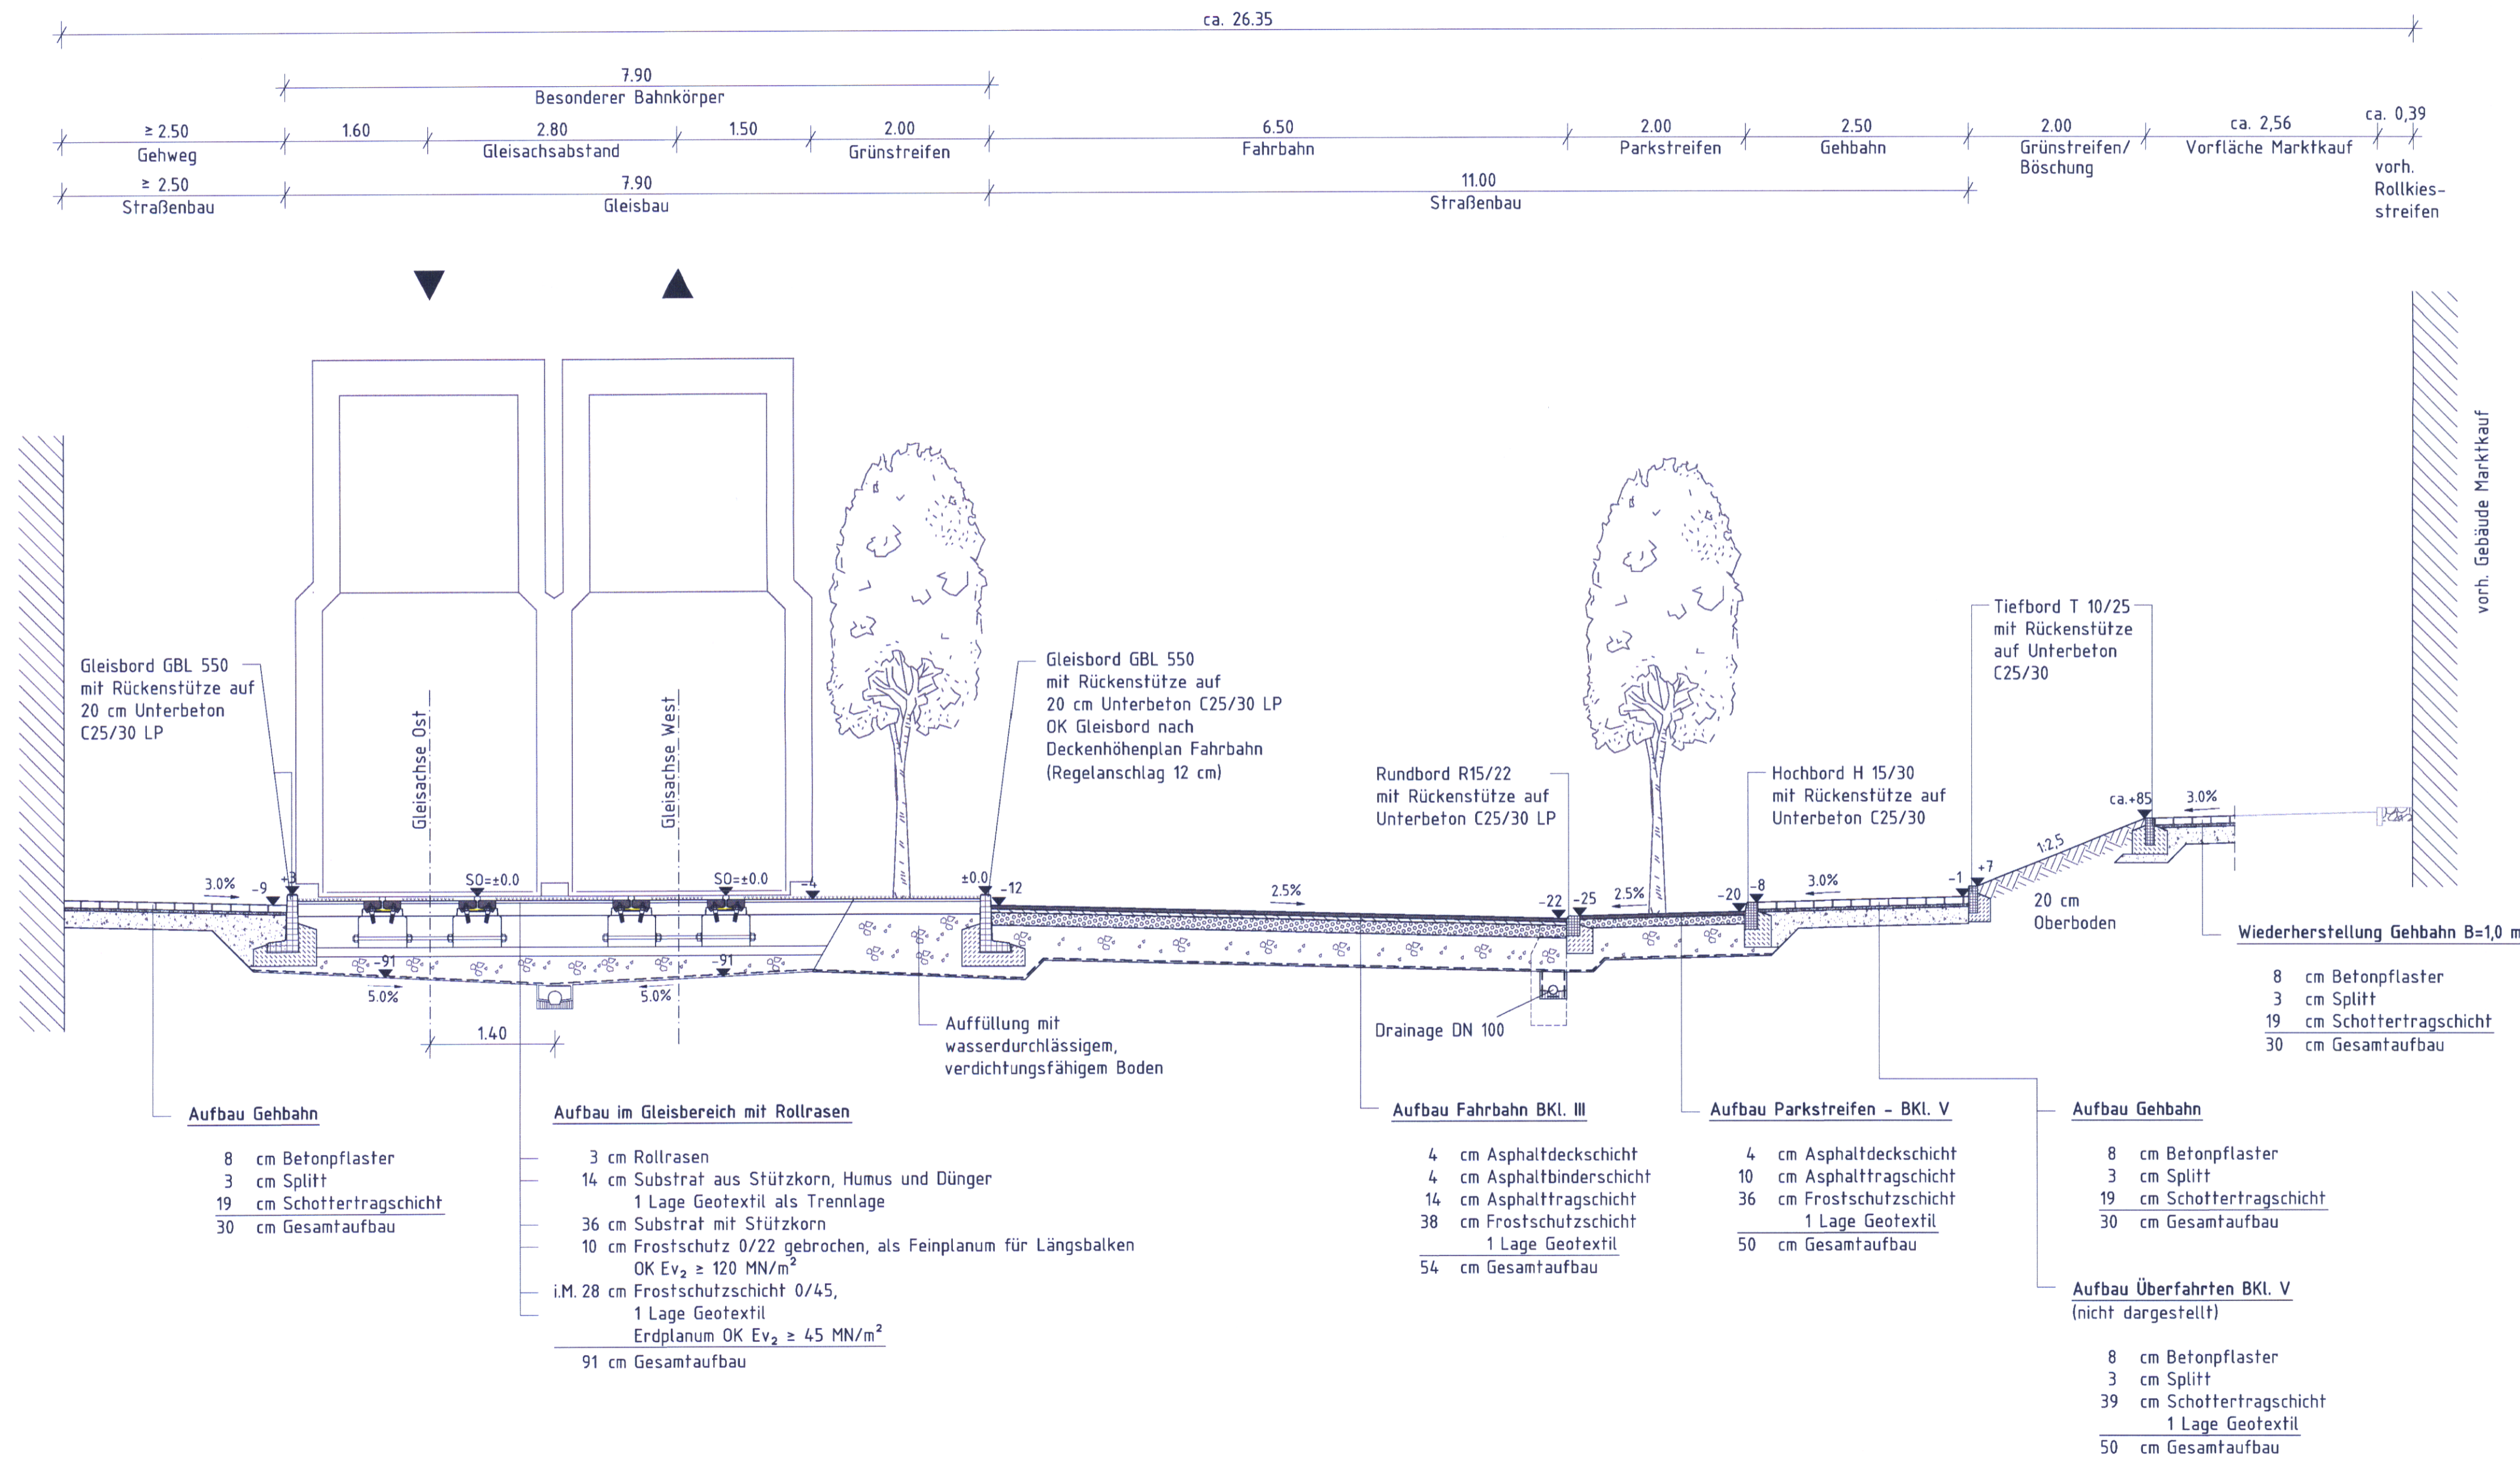 ca. 26.35
7.90
Besonderer Bahnkörper
≥ 2.50
Gehweg
1.60
2.80
Gleisachsabstand
1.50
2.00
Grünstreifen
6.50
Fahrbahn
2.00
Parkstreifen
2.50
Gehbahn
2.00
Grünstreifen/
Böschung
ca. 2,56
Vorfläche Marktkauf
ca. 0,39
vorh.
Rollkies-
streifen
≥ 2.50
Straßenbau
7.90
Gleisbau
11.00
Straßenbau
vorh. Gebäude Marktkauf
Gleisbord GBL 550
mit Rückenstütze auf
20 cm Unterbeton
C25/30 LP
Gleisachse Ost
Gleisachse West
Gleisbord GBL 550
mit Rückenstütze auf
20 cm Unterbeton C25/30 LP
OK Gleisbord nach
Deckenhöhenplan Fahrbahn
(Regelanschlag 12 cm)
Rundbord R15/22
mit Rückenstütze auf
Unterbeton C25/30 LP
Hochbord H 15/30
mit Rückenstütze auf
Unterbeton C25/30
Tiefbord T 10/25
mit Rückenstütze
auf Unterbeton
C25/30
3.0%
-9
+3
SO=±0.0
SO=±0.0
-4
±0.0
-12
2.5%
-22
-25
2.5%
-20
-8
3.0%
-1
+7
1:2,5
ca.+85
3.0%
20 cm
Oberboden
-91
-91
5.0%
5.0%
1.40
Auffüllung mit
wasserdurchlässigem,
verdichtungsfähigem Boden
Drainage DN 100
Wiederherstellung Gehbahn B=1,0 m
8 cm Betonpflaster
3 cm Splitt
19 cm Schottertragschicht
30 cm Gesamtaufbau
Aufbau Gehbahn
8 cm Betonpflaster
3 cm Splitt
19 cm Schottertragschicht
30 cm Gesamtaufbau
Aufbau im Gleisbereich mit Rollrasen
3 cm Rollrasen
14 cm Substrat aus Stützkorn, Humus und Dünger
1 Lage Geotextil als Trennlage
36 cm Substrat mit Stützkorn
10 cm Frostschutz 0/22 gebrochen, als Feinplanum für Längsbalken
OK Ev₂ ≥ 120 MN/m²
i.M. 28 cm Frostschutzschicht 0/45,
1 Lage Geotextil
Erdplanum OK Ev₂ ≥ 45 MN/m²
91 cm Gesamtaufbau
Aufbau Fahrbahn BKl. III
4 cm Asphaltdeckschicht
4 cm Asphaltbinderschicht
14 cm Asphalttragschicht
38 cm Frostschutzschicht
1 Lage Geotextil
54 cm Gesamtaufbau
Aufbau Parkstreifen - BKl. V
4 cm Asphaltdeckschicht
10 cm Asphalttragschicht
36 cm Frostschutzschicht
1 Lage Geotextil
50 cm Gesamtaufbau
Aufbau Gehbahn
8 cm Betonpflaster
3 cm Splitt
19 cm Schottertragschicht
30 cm Gesamtaufbau
Aufbau Überfahrten BKl. V
(nicht dargestellt)
8 cm Betonpflaster
3 cm Splitt
39 cm Schottertragschicht
1 Lage Geotextil
50 cm Gesamtaufbau